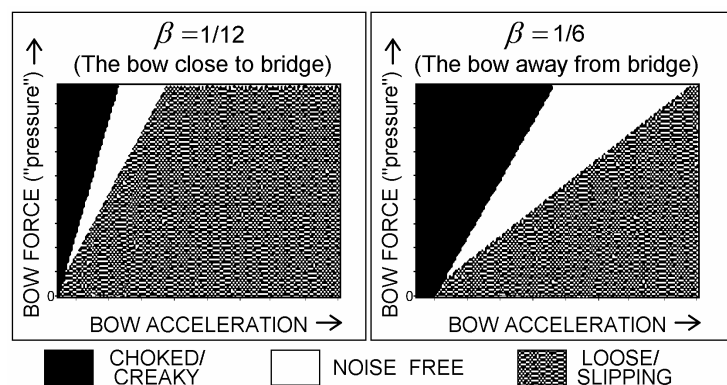 β = 1/12
(The bow close to bridge)
BOW FORCE ("pressure")
0
BOW ACCELERATION
β = 1/6
(The bow away from bridge)
BOW FORCE ("pressure")
0
BOW ACCELERATION
CHOKED/
CREAKY
NOISE FREE
LOOSE/
SLIPPING